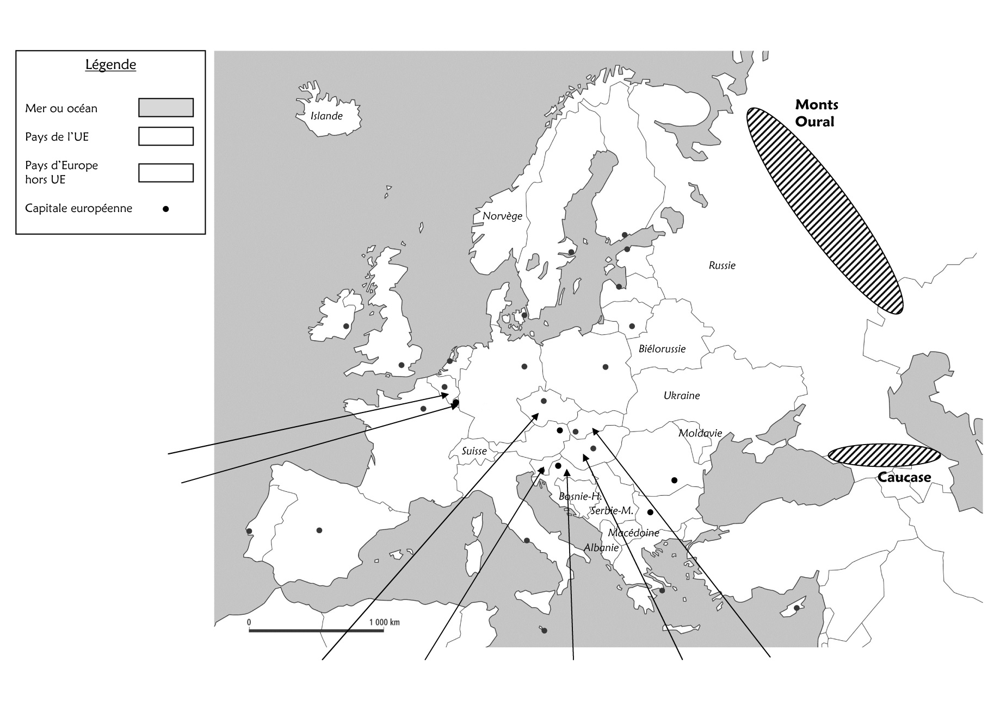 Légende
Mer ou océan
Pays de l'UE
Pays d'Europe
hors UE
Capitale européenne
Islande
Monts
Oural
Norvège
Russie
Biélorussie
Ukraine
Moldavie
Suisse
Caucase
Bosnie-H.
Serbie-M.
Macédoine
Albanie
0
1 000 km